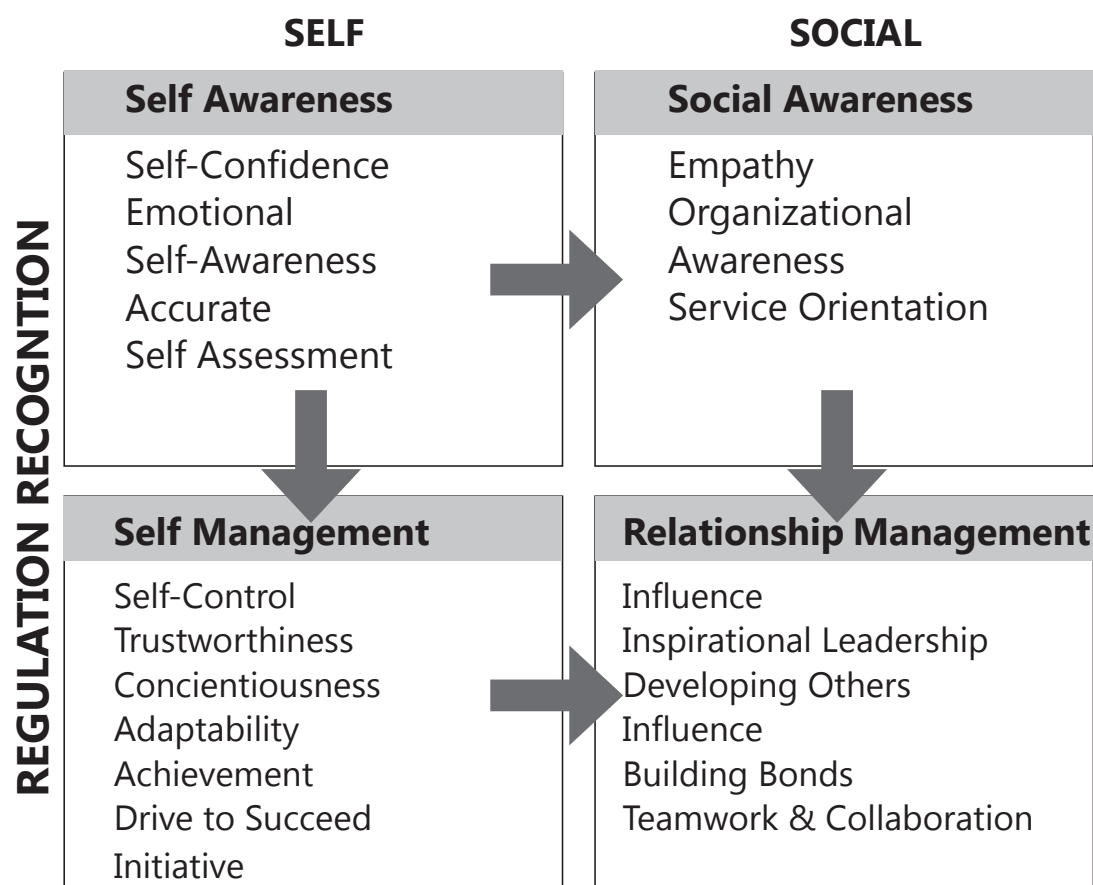 SELF
SOCIAL
REGULATION RECOGNTION
Self Awareness
Self-Confidence
Emotional
Self-Awareness
Accurate
Self Assessment
Social Awareness
Empathy
Organizational
Awareness
Service Orientation
Self Management
Self-Control
Trustworthiness
Concientiousness
Adaptability
Achievement
Drive to Succeed
Initiative
Relationship Management
Influence
Inspirational Leadership
Developing Others
Influence
Building Bonds
Teamwork & Collaboration